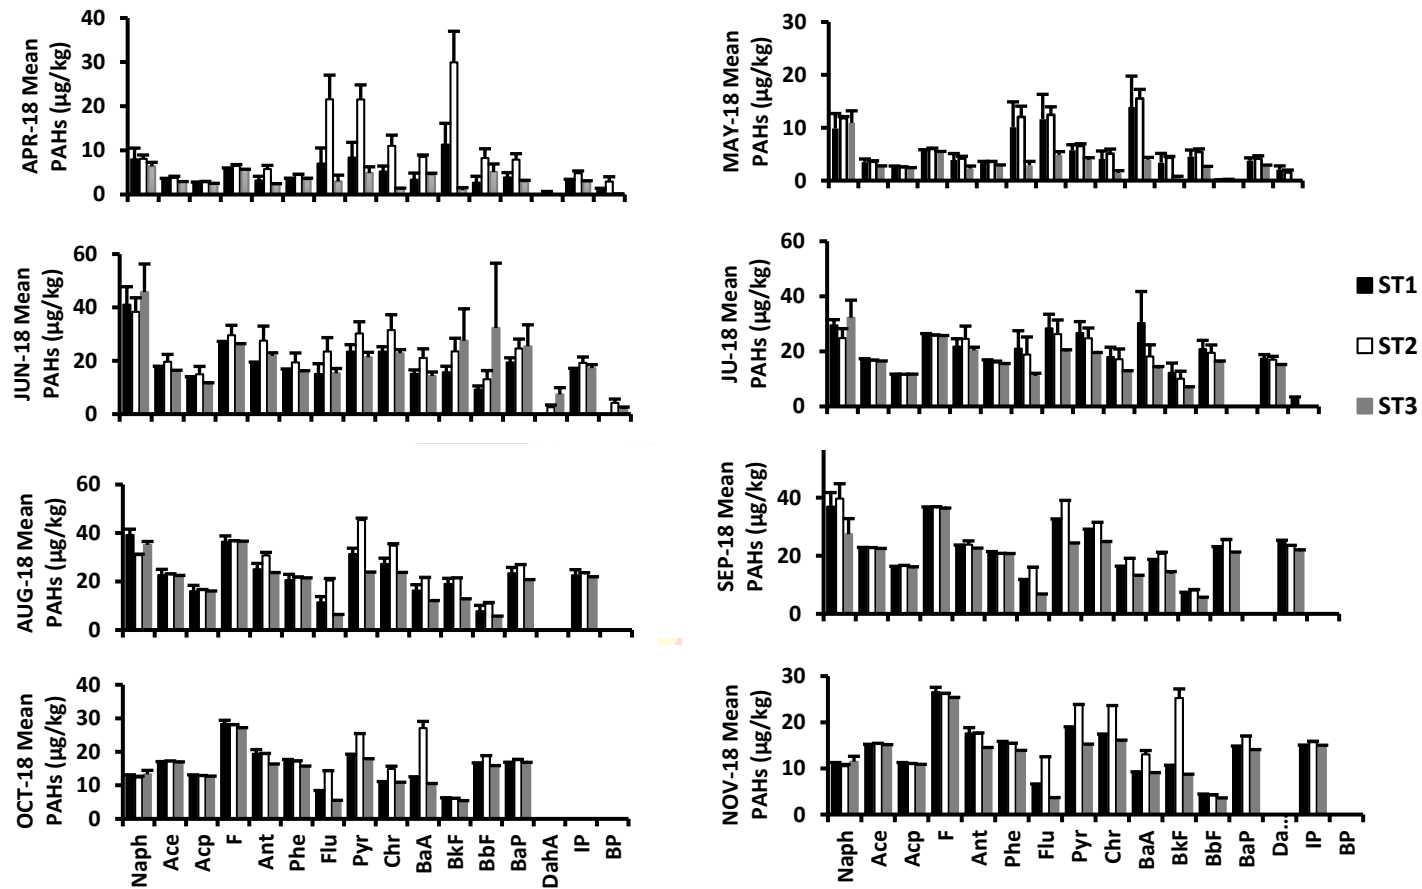 APR-18 Mean
PAHs (µg/kg)
40
30
20
10
0
MAY-18 Mean
PAHs (µg/kg)
30
20
10
0
JUN-18 Mean
PAHs (µg/kg)
60
40
20
0
JU-18 Mean
PAHs (µg/kg)
60
40
20
0
ST1
ST2
ST3
AUG-18 Mean
PAHs (µg/kg)
60
40
20
0
SEP-18 Mean
PAHs (µg/kg)
40
20
0
OCT-18 Mean
PAHs (µg/kg)
40
30
20
10
0
Naph Ace Acp F Ant Phe Flu Pyr Chr BaA BkF BbF BaP DahA IP BP
NOV-18 Mean
PAHs (µg/kg)
30
20
10
0
Naph Ace Acp F Ant Phe Flu Pyr Chr BaA BkF BbF BaP Da... IP BP